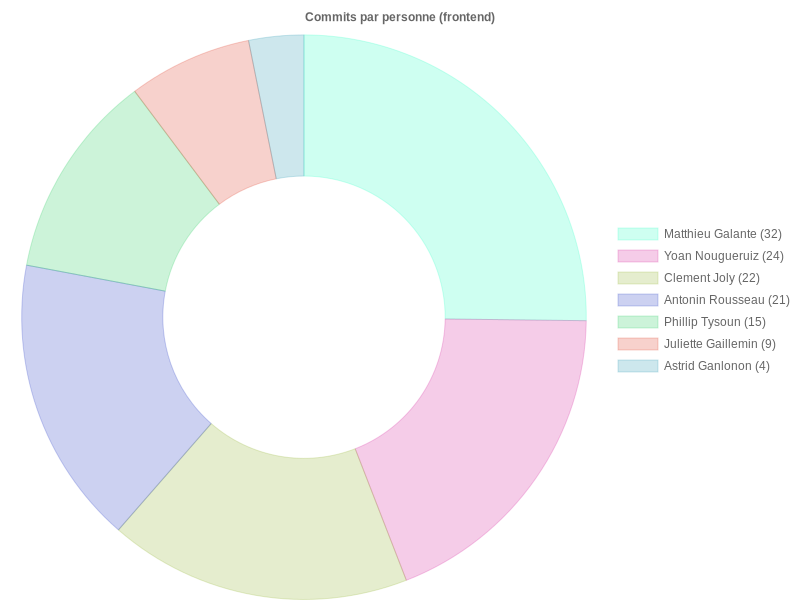 Commits par personne (frontend)
Matthieu Galante (32)
Yoan Nougueruiz (24)
Clement Joly (22)
Antonin Rousseau (21)
Phillip Tysoun (15)
Juliette Gaillemin (9)
Astrid Ganlonon (4)